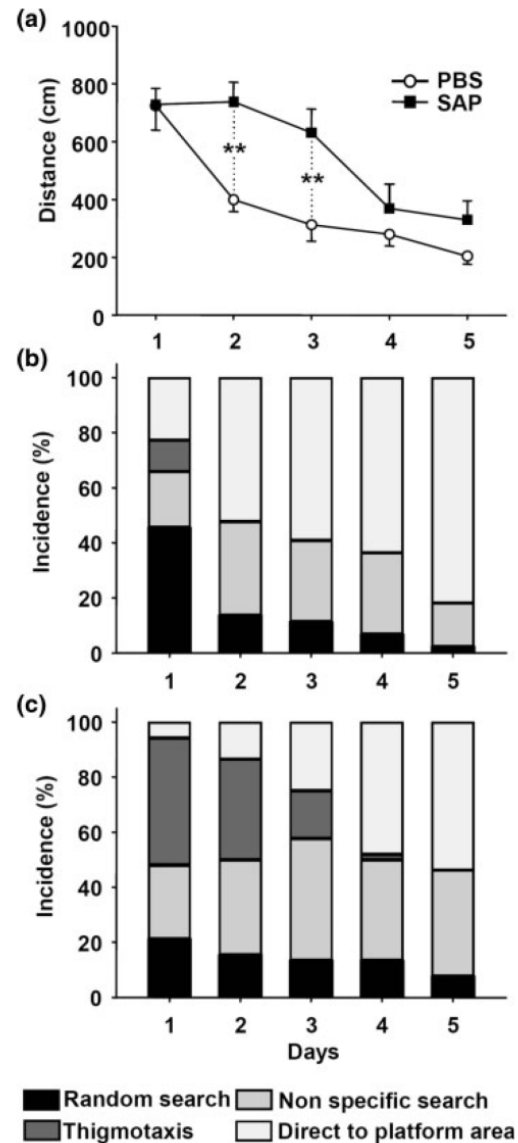 (a)
1000
800
600
400
200
0
Distance (cm)
PBS
SAP
**
**
1 2 3 4 5
(b)
100
80
60
40
20
0
Incidence (%)
1 2 3 4 5
(c)
100
80
60
40
20
0
Incidence (%)
1 2 3 4 5
Days
Random search Non specific search
Thigmotaxis Direct to platform area